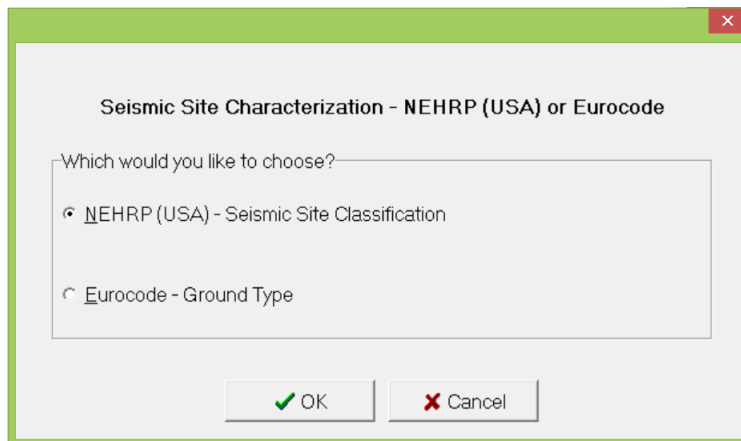 Seismic Site Characterization - NEHRP (USA) or Eurocode
Which would you like to choose?
NEHRP (USA) - Seismic Site Classification
Eurocode - Ground Type
OK
Cancel